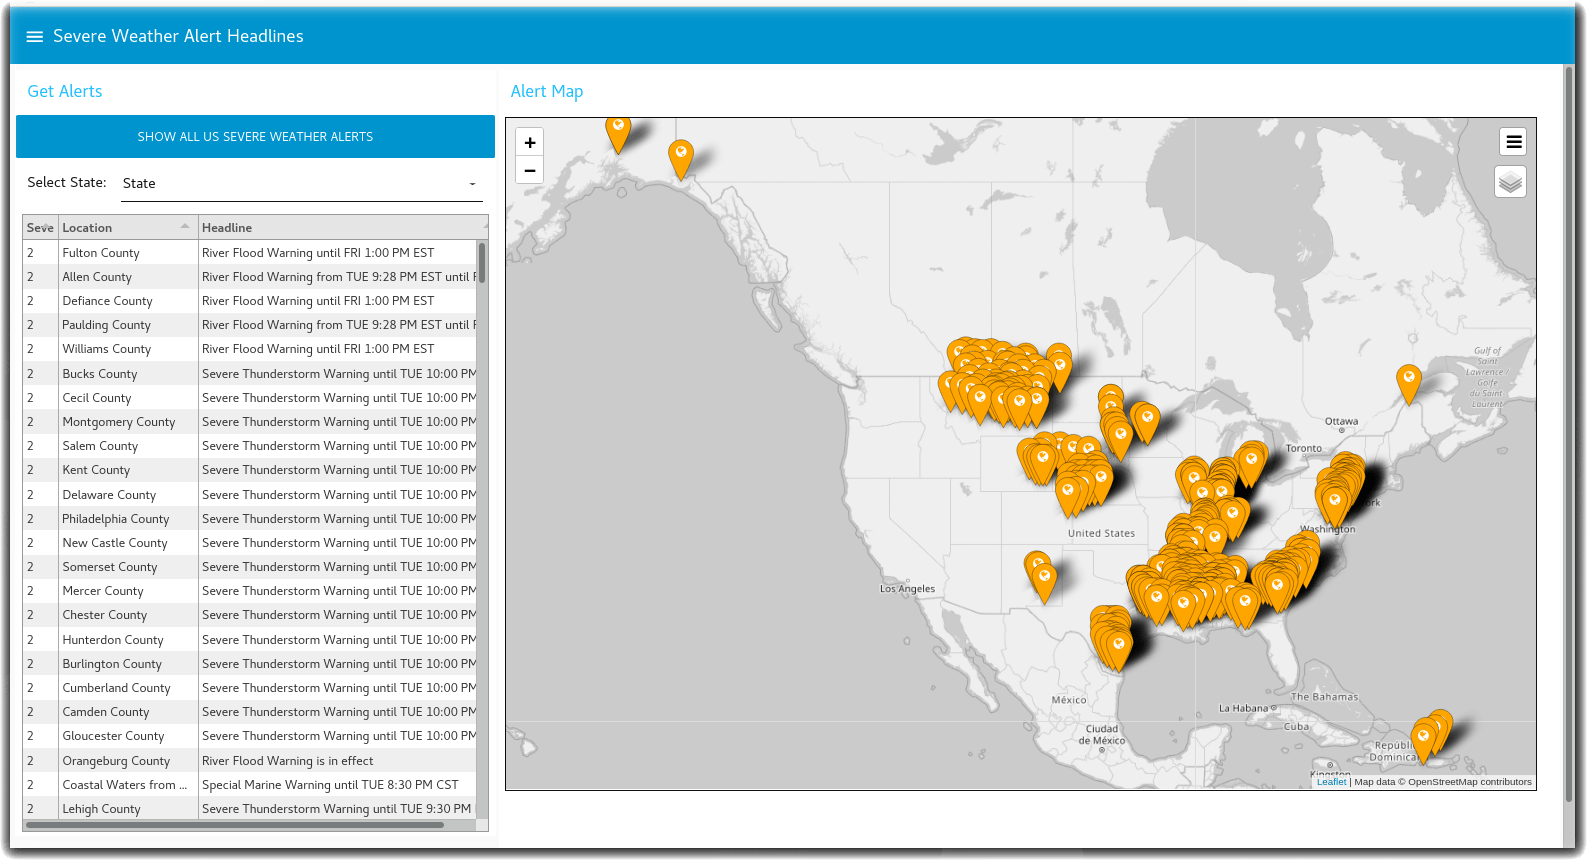 Severe Weather Alert Headlines
Get Alerts
SHOW ALL US SEVERE WEATHER ALERTS
Select State: State
Seve Location Headline
2 Fulton County River Flood Warning until FRI 1:00 PM EST
2 Allen County River Flood Warning from TUE 9:28 PM EST until F
2 Defiance County River Flood Warning until FRI 1:00 PM EST
2 Paulding County River Flood Warning from TUE 9:28 PM EST until F
2 Williams County River Flood Warning until FRI 1:00 PM EST
2 Bucks County Severe Thunderstorm Warning until TUE 10:00 PM
2 Cecil County Severe Thunderstorm Warning until TUE 10:00 PM
2 Montgomery County Severe Thunderstorm Warning until TUE 10:00 PM
2 Salem County Severe Thunderstorm Warning until TUE 10:00 PM
2 Kent County Severe Thunderstorm Warning until TUE 10:00 PM
2 Delaware County Severe Thunderstorm Warning until TUE 10:00 PM
2 Philadelphia County Severe Thunderstorm Warning until TUE 10:00 PM
2 New Castle County Severe Thunderstorm Warning until TUE 10:00 PM
2 Somerset County Severe Thunderstorm Warning until TUE 10:00 PM
2 Mercer County Severe Thunderstorm Warning until TUE 10:00 PM
2 Chester County Severe Thunderstorm Warning until TUE 10:00 PM
2 Hunterdon County Severe Thunderstorm Warning until TUE 10:00 PM
2 Burlington County Severe Thunderstorm Warning until TUE 10:00 PM
2 Cumberland County Severe Thunderstorm Warning until TUE 10:00 PM
2 Camden County Severe Thunderstorm Warning until TUE 10:00 PM
2 Gloucester County Severe Thunderstorm Warning until TUE 10:00 PM
2 Orangeburg County River Flood Warning is in effect
2 Coastal Waters from ... Special Marine Warning until TUE 8:30 PM CST
2 Lehigh County Severe Thunderstorm Warning until TUE 9:30 PM
Alert Map
+
−
Gulf of
Saint
Lawrence /
Golfe
du Saint
Laurent
Ottawa
Toronto
ork
Washington
United States
Los Angeles
The Bahamas
México
La Habana
Cuba
Ciudad
de México
Repúbli
Dominica
Kingston
Leaflet | Map data © OpenStreetMap contributors